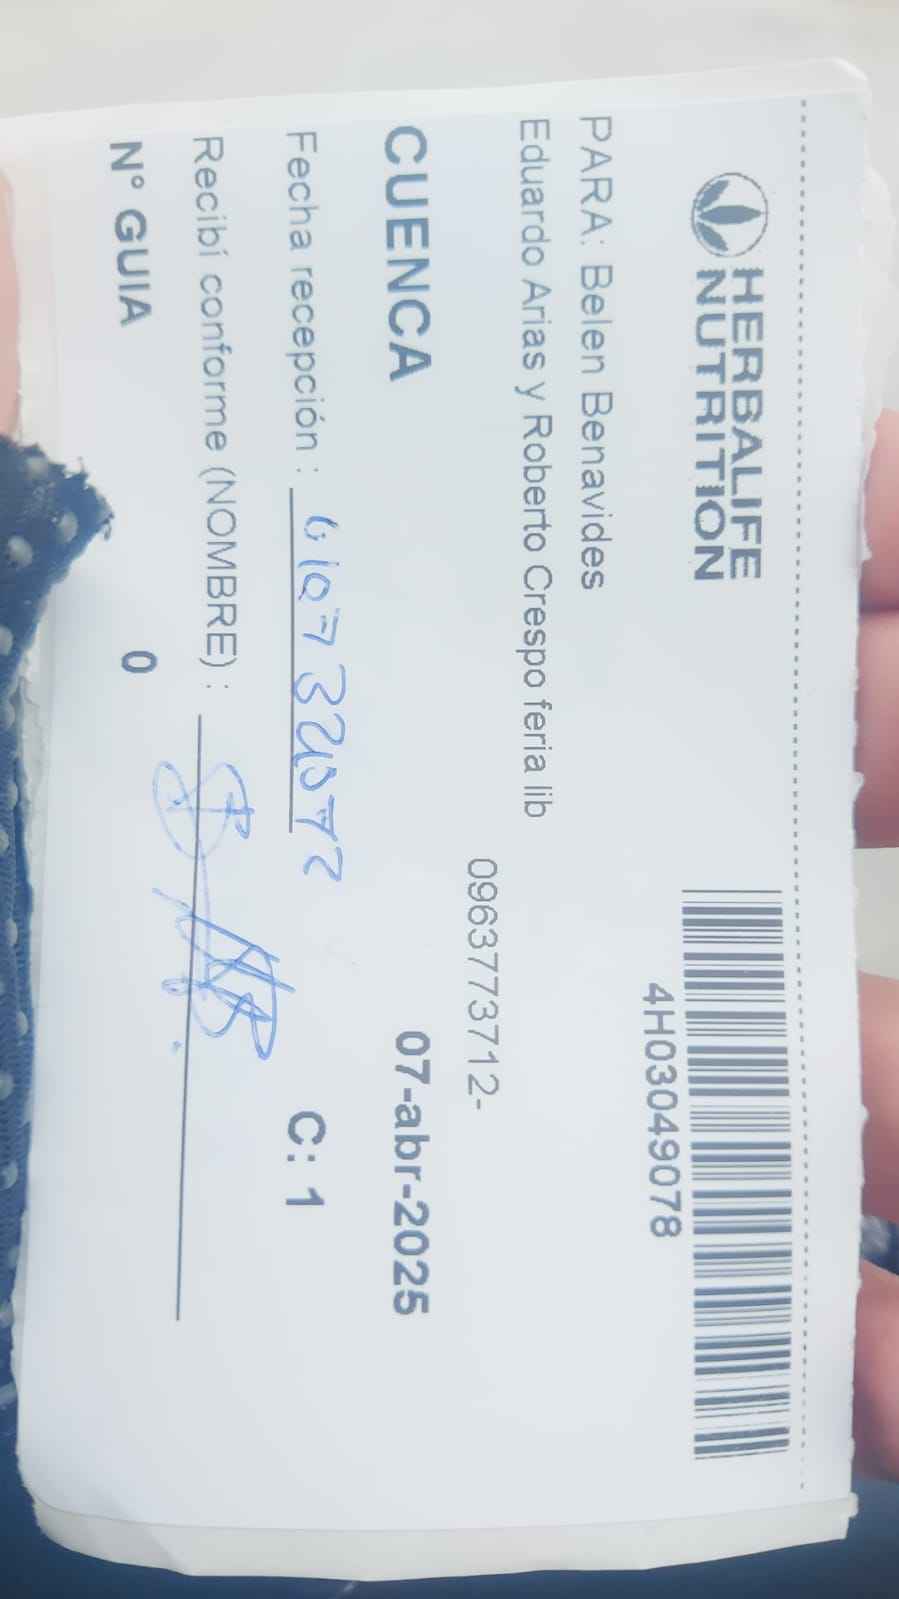 HERBALIFE
NUTRITION
4H03049078
PARA: Belen Benavides
Eduardo Arias y Roberto Crespo feria lib
0963773712-
CUENCA 07-abr-2025
Fecha recepción : C: 1
Recibí conforme (NOMBRE) :
N° GUIA 0